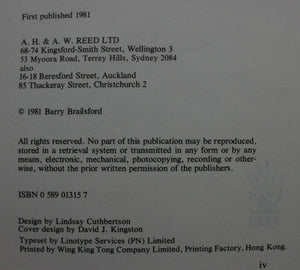 First published 1981
A. H. & A. W. REED LTD
68-74 Kingsford-Smith Street, Wellington 3
53 Myoora Road, Terrey Hills, Sydney 2084
also
16-18 Beresford Street, Auckland
85 Thackeray Street, Christchurch 2
© 1981 Barry Brailsford
All rights reserved. No part of this publication may be reproduced,
stored in a retrieval system or transmitted in any form or by any
means, electronic, mechanical, photocopying, recording or other-
wise, without the prior written permission of the publishers.
ISBN 0 589 01315 7
Design by Lindsay Cuthbertson
Cover design by David J. Kingston
Typeset by Linotype Services (PN) Limited
Printed by Wing King Tong Company Limited, Printing Factory, Hong Kong.
iv